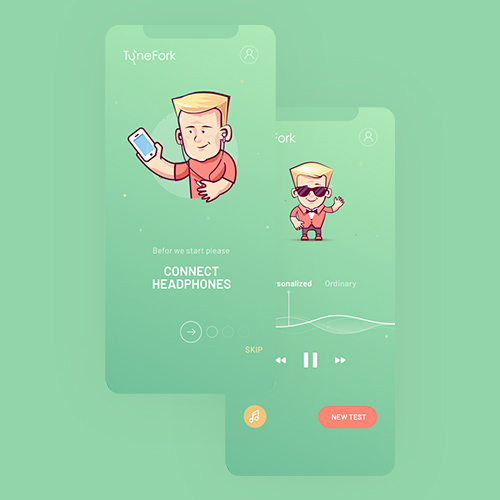 TuneFork
Befor we start please
CONNECT
HEADPHONES
SKIP
Fork
rsonalized Ordinary
NEW TEST